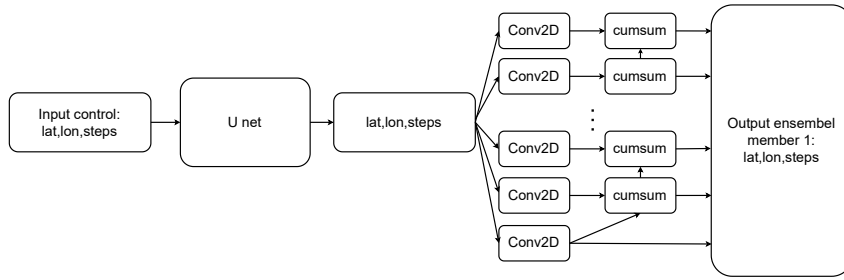 Input control:
lat,lon,steps
U net
lat,lon,steps
Conv2D
cumsum
Conv2D
cumsum
Conv2D
cumsum
Conv2D
cumsum
Conv2D
Output ensembel
member 1:
lat,lon,steps